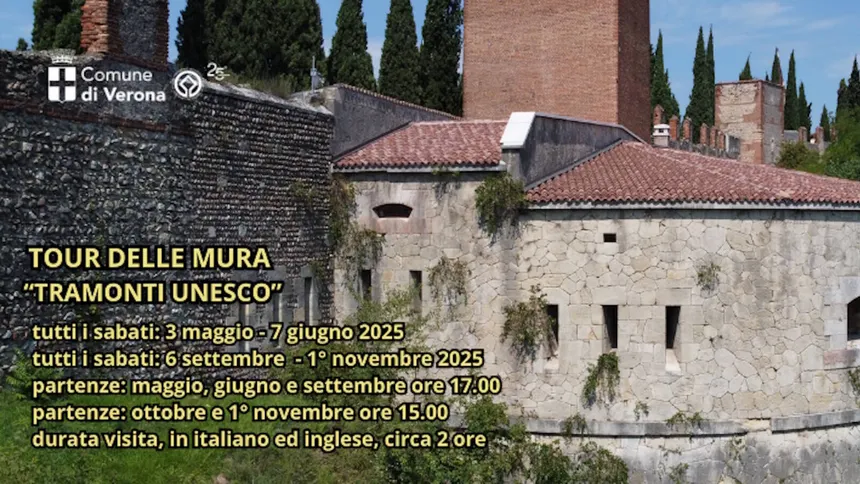 Comune
di Verona
25
TOUR DELLE MURA
“TRAMONTI UNESCO”
tutti i sabati: 3 maggio - 7 giugno 2025
tutti i sabati: 6 settembre - 1° novembre 2025
partenze: maggio, giugno e settembre ore 17.00
partenze: ottobre e 1° novembre ore 15.00
durata visita, in italiano ed inglese, circa 2 ore